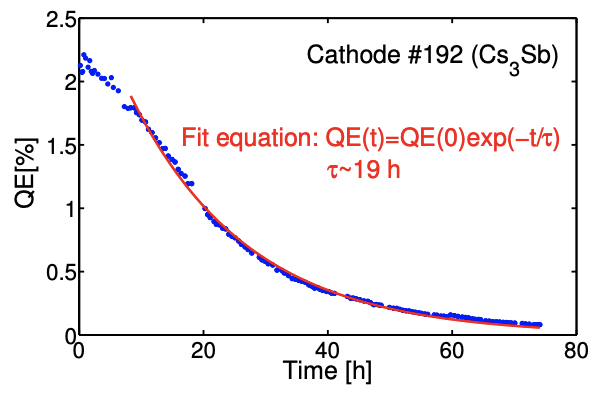 2.5
Cathode #192 (Cs3Sb)
2
Fit equation: QE(t)=QE(0)exp(−t/τ)
τ~19 h
1.5
QE[%]
1
0.5
0
0 20 40 60 80
Time [h]